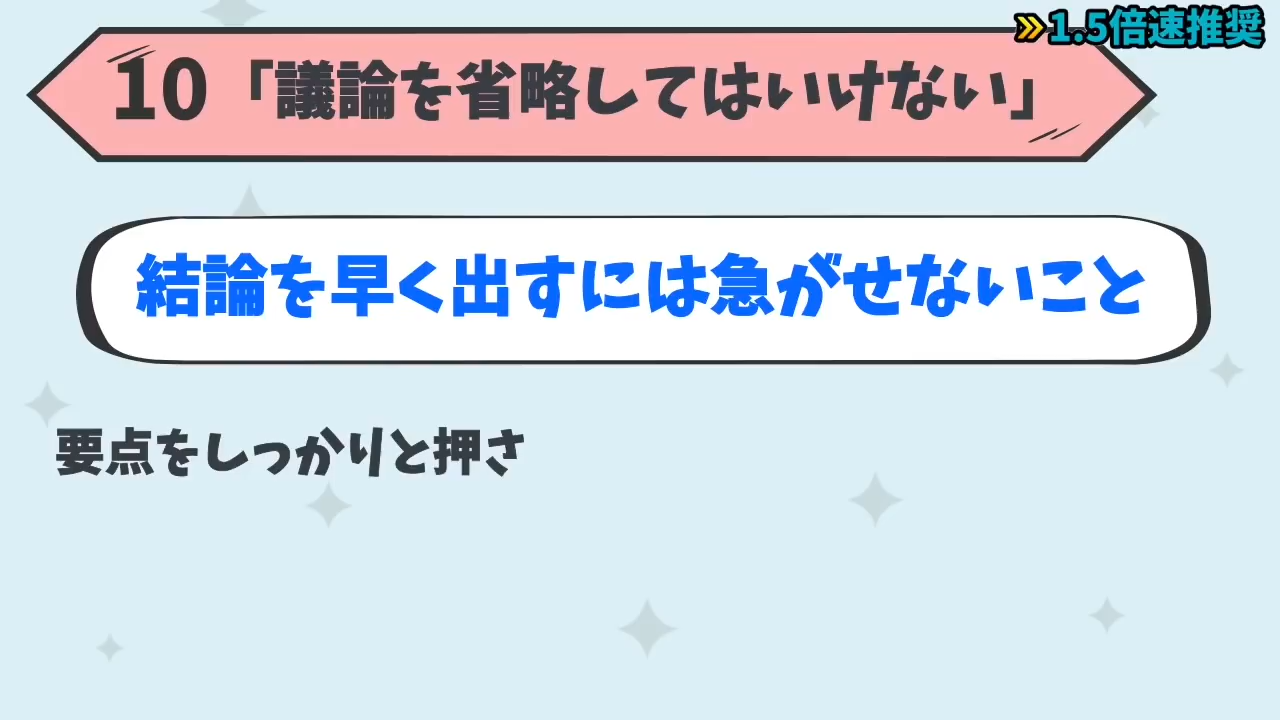 1.5倍速推奨
10「議論を省略してはいけない」
結論を早く出すには急がせないこと
要点をしっかりと押さ